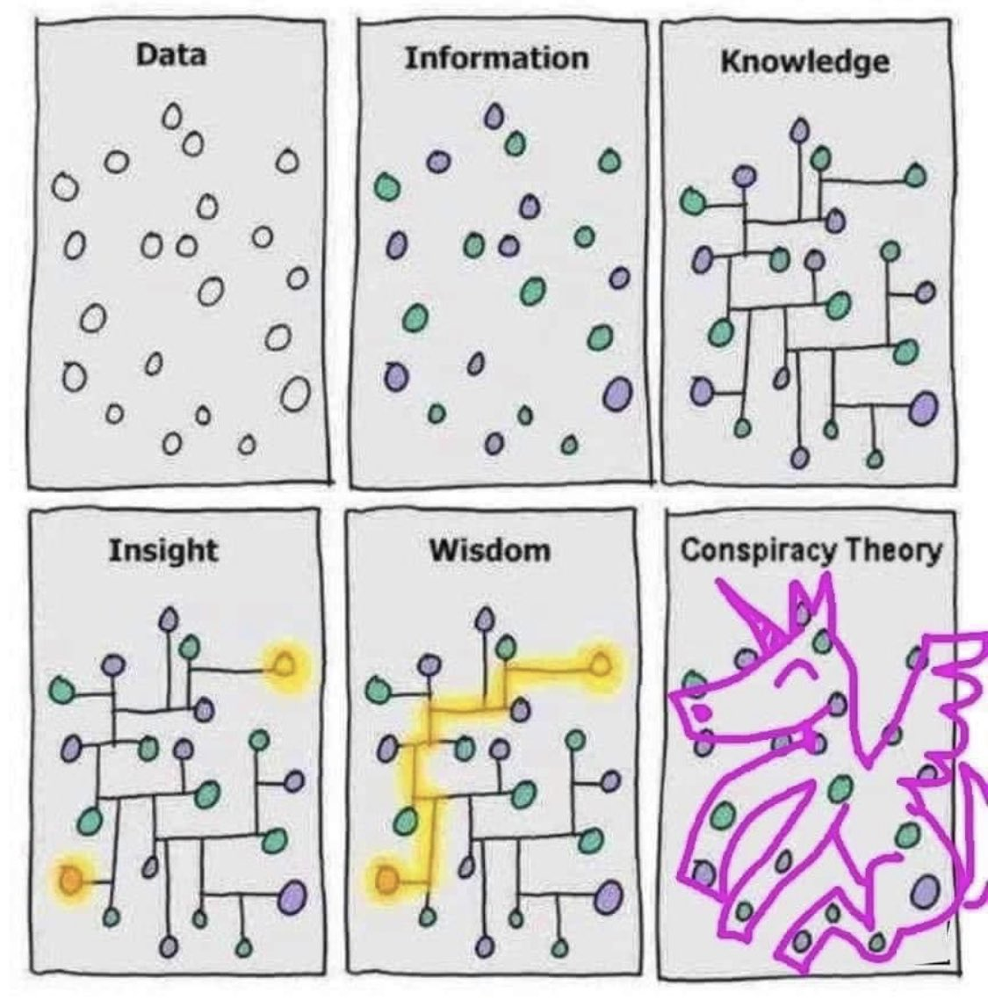 Data
Information
Knowledge
Insight
Wisdom
Conspiracy Theory